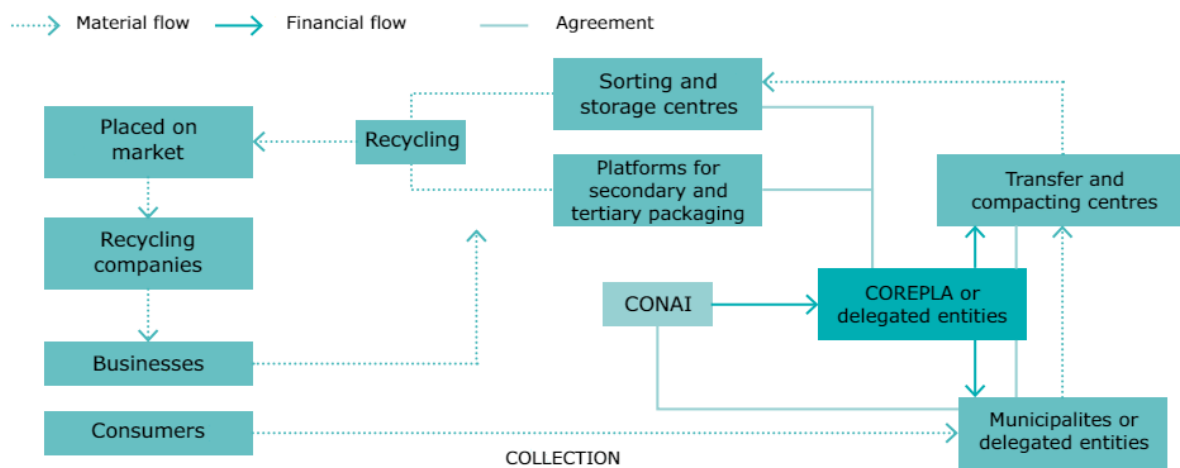 Material flow
Financial flow
Agreement
Sorting and
storage centres
Placed on
market
Recycling
Platforms for
secondary and
tertiary packaging
Transfer and
compacting centres
Recycling
companies
CONAI
COREPLA or
delegated entities
Businesses
Consumers
Municipalites or
delegated entities
COLLECTION